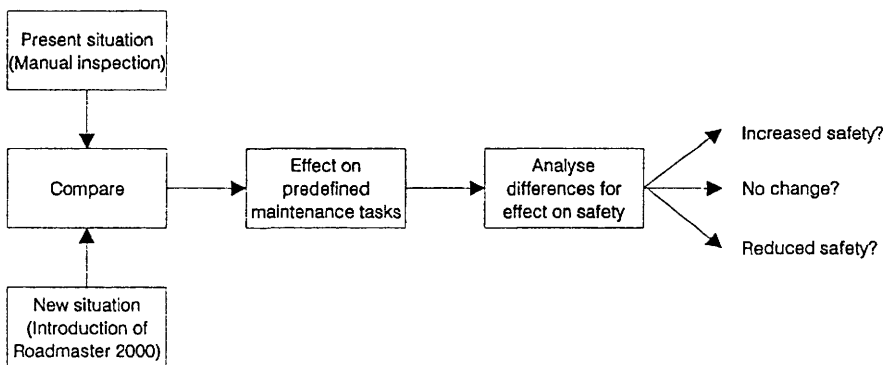 Present situation
(Manual inspection)
Compare
New situation
(Introduction of
Roadmaster 2000)
Effect on
predefined
maintenance tasks
Analyse
differences for
effect on safety
Increased safety?
No change?
Reduced safety?